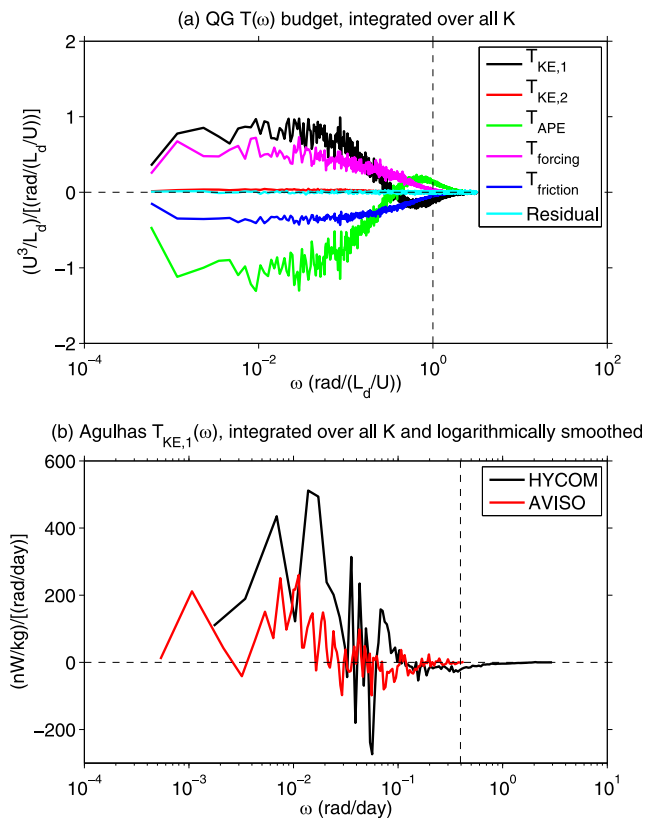 (a) QG T(ω) budget, integrated over all K
(U³/L_d)/[(rad/(L_d/U))]
2
1
0
−1
−2
T_KE,1
T_KE,2
T_APE
T_forcing
T_friction
Residual
10⁻⁴
10⁻²
10⁰
10²
ω (rad/(L_d/U))
(b) Agulhas T_KE,1(ω), integrated over all K and logarithmically smoothed
(nW/kg)/[(rad/day)]
600
400
200
0
−200
HYCOM
AVISO
10⁻⁴
10⁻³
10⁻²
10⁻¹
10⁰
10¹
ω (rad/day)